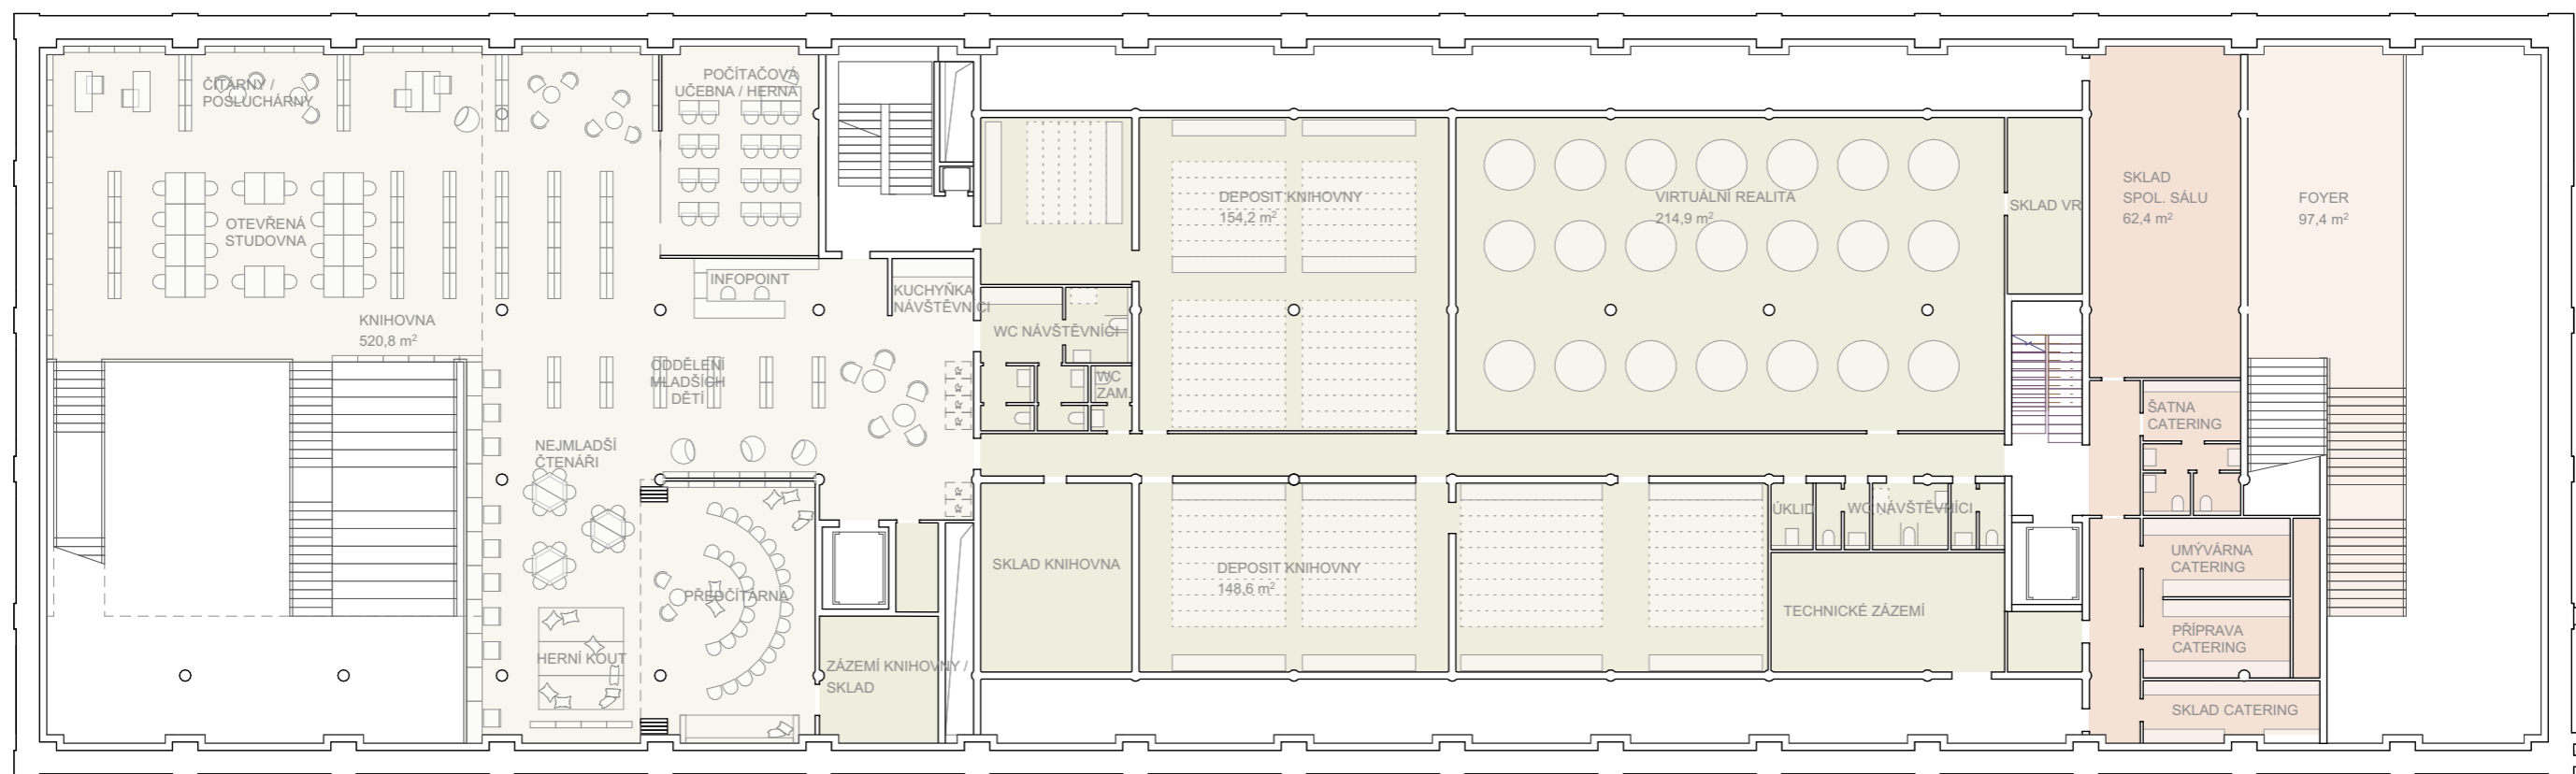 ČÍTÁRNY /
POSLUCHÁRNY
POČÍTAČOVÁ
UČEBNA / HERNA
OTEVŘENÁ
STUDOVNA
INFOPOINT
KUCHYŇKA
NÁVŠTĚVNÍCI
KNIHOVNA
520,8 m²
ODDĚLENÍ
MLADŠÍCH
DĚTÍ
NEJMLADŠÍ
ČTENÁŘI
PŘEDČÍTÁRNA
HERNÍ KOUT
ZÁZEMÍ KNIHOVNY /
SKLAD
WC NÁVŠTĚVNÍCI
WC
ZAM.
SKLAD KNIHOVNA
DEPOSIT KNIHOVNY
154,2 m²
DEPOSIT KNIHOVNY
148,6 m²
VIRTUÁLNÍ REALITA
214,9 m²
SKLAD VR
ÚKLID
WC NÁVŠTĚVNÍCI
TECHNICKÉ ZÁZEMÍ
SKLAD
SPOL. SÁLU
62,4 m²
FOYER
97,4 m²
ŠATNA
CATERING
UMÝVÁRNA
CATERING
PŘÍPRAVA
CATERING
SKLAD CATERING